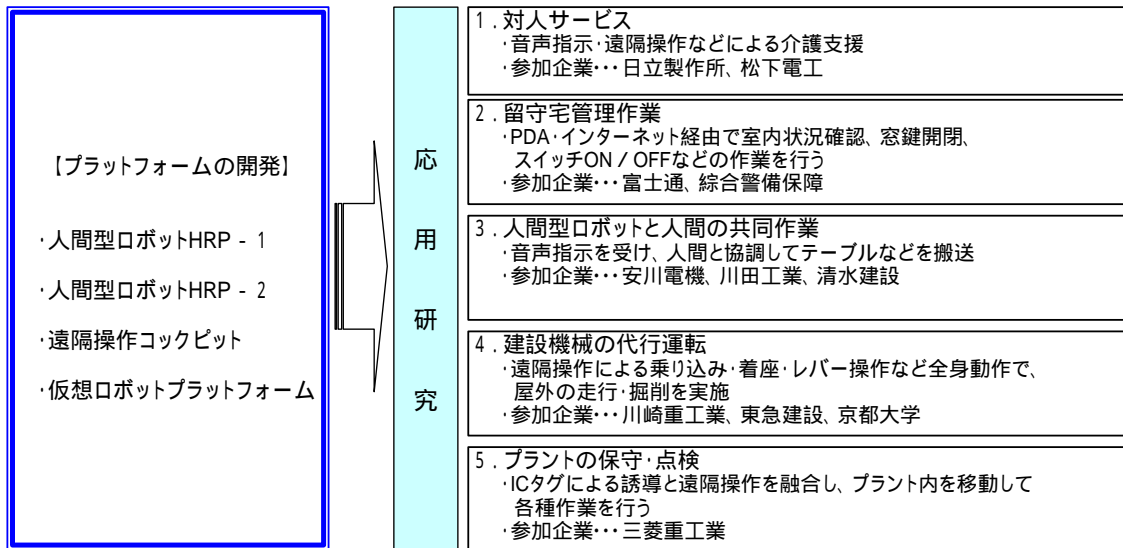 【プラットフォームの開発】
・人間型ロボットHRP - 1
・人間型ロボットHRP - 2
・遠隔操作コックピット
・仮想ロボットプラットフォーム
応
用
研
究
1．対人サービス
・音声指示・遠隔操作などによる介護支援
・参加企業・・・日立製作所、松下電工
2．留守宅管理作業
・PDA・インターネット経由で室内状況確認、窓鍵開閉、
スイッチON / OFFなどの作業を行う
・参加企業・・・富士通、綜合警備保障
3．人間型ロボットと人間の共同作業
・音声指示を受け、人間と協調してテーブルなどを搬送
・参加企業・・・安川電機、川田工業、清水建設
4．建設機械の代行運転
・遠隔操作による乗り込み・着座・レバー操作など全身動作で、
屋外の走行・掘削を実施
・参加企業・・・川崎重工業、東急建設、京都大学
5．プラントの保守・点検
・ICタグによる誘導と遠隔操作を融合し、プラント内を移動して
各種作業を行う
・参加企業・・・三菱重工業